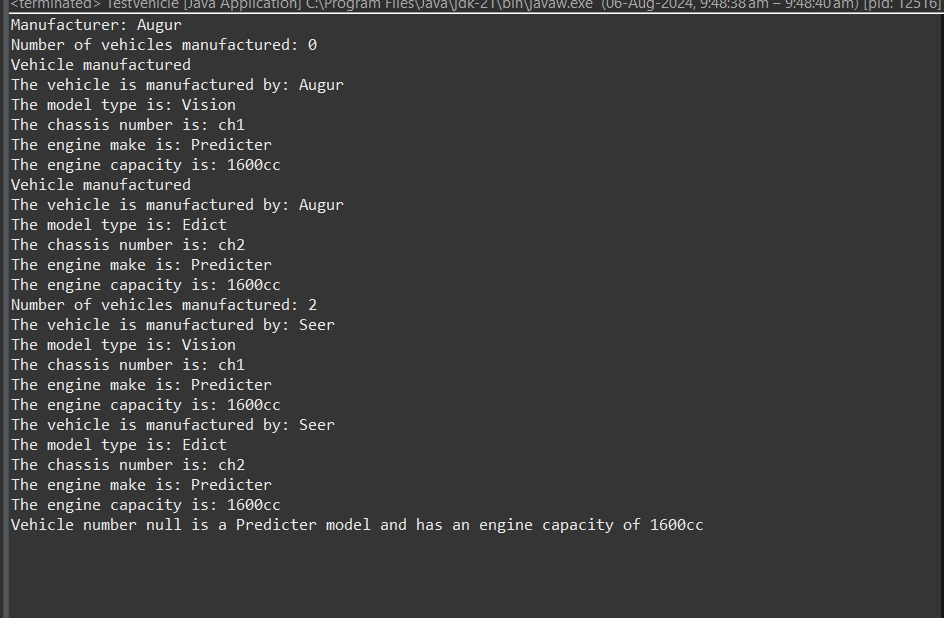 <terminated> TestVehicle [Java Application] C:\Program Files\Java\jdk-21\bin\javaw.exe (06-Aug-2024, 9:48:38 am – 9:48:40 am) [pid: 12516]
Manufacturer: Augur
Number of vehicles manufactured: 0
Vehicle manufactured
The vehicle is manufactured by: Augur
The model type is: Vision
The chassis number is: ch1
The engine make is: Predicter
The engine capacity is: 1600cc
Vehicle manufactured
The vehicle is manufactured by: Augur
The model type is: Edict
The chassis number is: ch2
The engine make is: Predicter
The engine capacity is: 1600cc
Number of vehicles manufactured: 2
The vehicle is manufactured by: Seer
The model type is: Vision
The chassis number is: ch1
The engine make is: Predicter
The engine capacity is: 1600cc
The vehicle is manufactured by: Seer
The model type is: Edict
The chassis number is: ch2
The engine make is: Predicter
The engine capacity is: 1600cc
Vehicle number null is a Predicter model and has an engine capacity of 1600cc